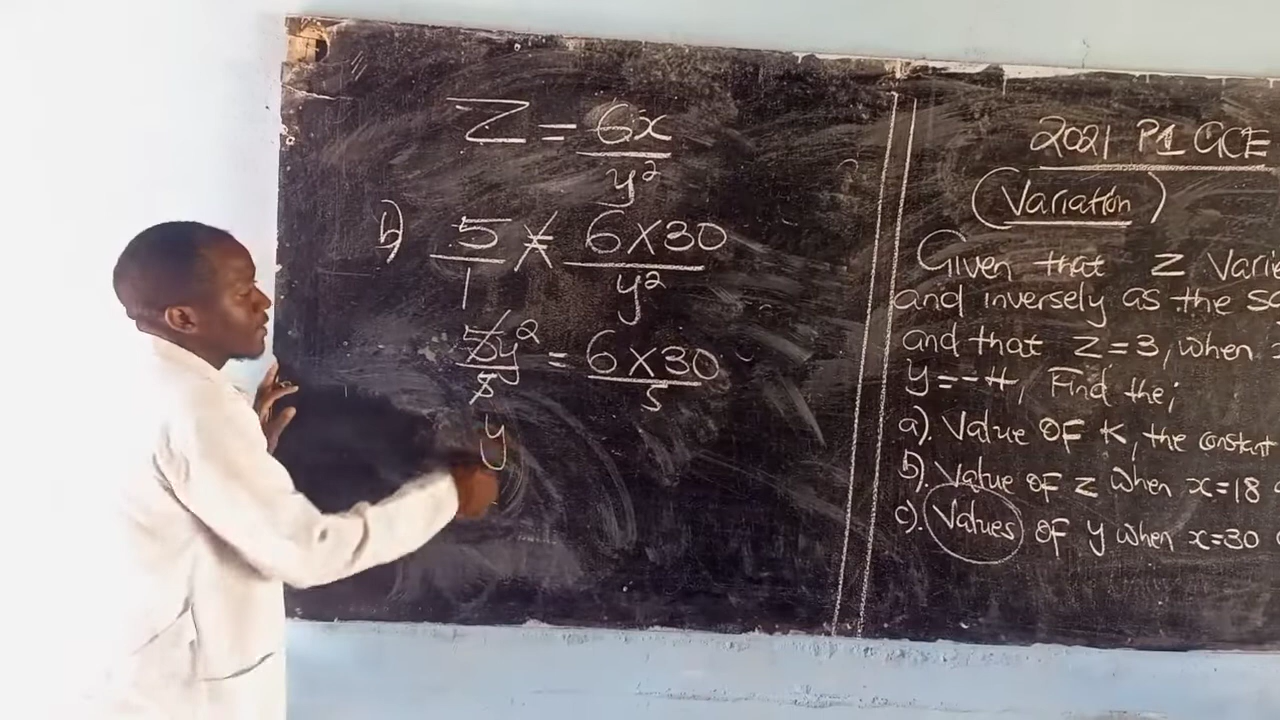 Z = 6x / y²
b) 5/1 = 6×30 / y²
5y² / 5 = 6×30 / 5
y
2021 P1 GCE
(Variation)
Given that Z Varie
and inversely as the
and that Z=3, when
y=-4, Find the;
a). Value OF K, the constant
b). Value OF Z when x=18
c). Values OF y when x=30